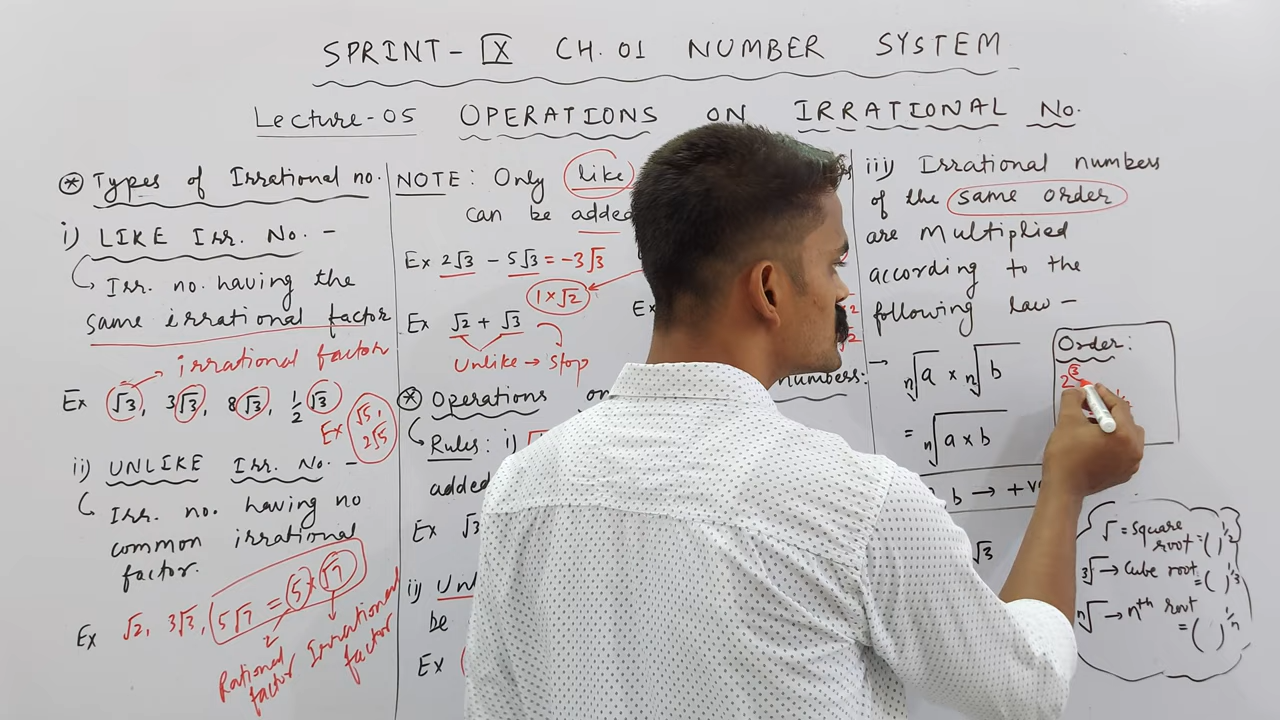 SPRINT- IX CH. 01 NUMBER SYSTEM
Lecture-05 OPERATIONS ON IRRATIONAL No.
* Types of Irrational no.
i) LIKE Irr. No. -
Irr. no. having the
same irrational factor
irrational factor
Ex √3, 3√3, 8√3, 1/2 √3
Ex √5, 2√5
ii) UNLIKE Irr. No. -
Irr. no. having no
common irrational
factor.
Ex √2, 3√3, 5√7 = 5 × √7
Rational factor
Irrational factor
NOTE: Only like
can be added
Ex 2√3 - 5√3 = -3√3
1 × √2
Ex √2 + √3
Unlike → Stop
Ex
* Operations on numbers:
Rules: i)
added
Ex √3
ii)
be
Ex
iii) Irrational numbers
of the same order
are Multiplied
according to the
following law -
→ ⁿ√a × ⁿ√b
= ⁿ√a × b
b → +v
√3
Order:
2³
√ = Square root = ( )^1/2
³√ → Cube root = ( )^1/3
ⁿ√ → nth root = ( )^1/n